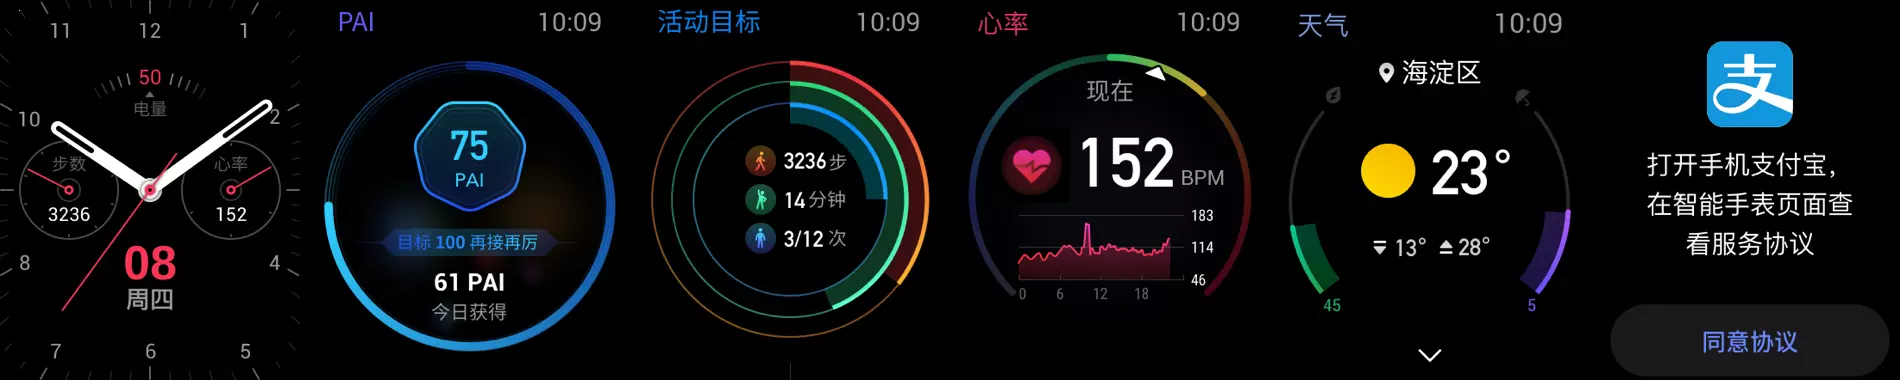 11
12
1
50
电量
10
2
步数
心率
3236
152
08
周四
8
4
7
6
5
PAI
10:09
75
PAI
目标 100 再接再厉
61 PAI
今日获得
活动目标
10:09
3236 步
14 分钟
3/12 次
心率
10:09
现在
152 BPM
183
114
46
0
6
12
18
天气
10:09
海淀区
23°
13°
28°
45
5
支
打开手机支付宝，
在智能手表页面查
看服务协议
同意协议